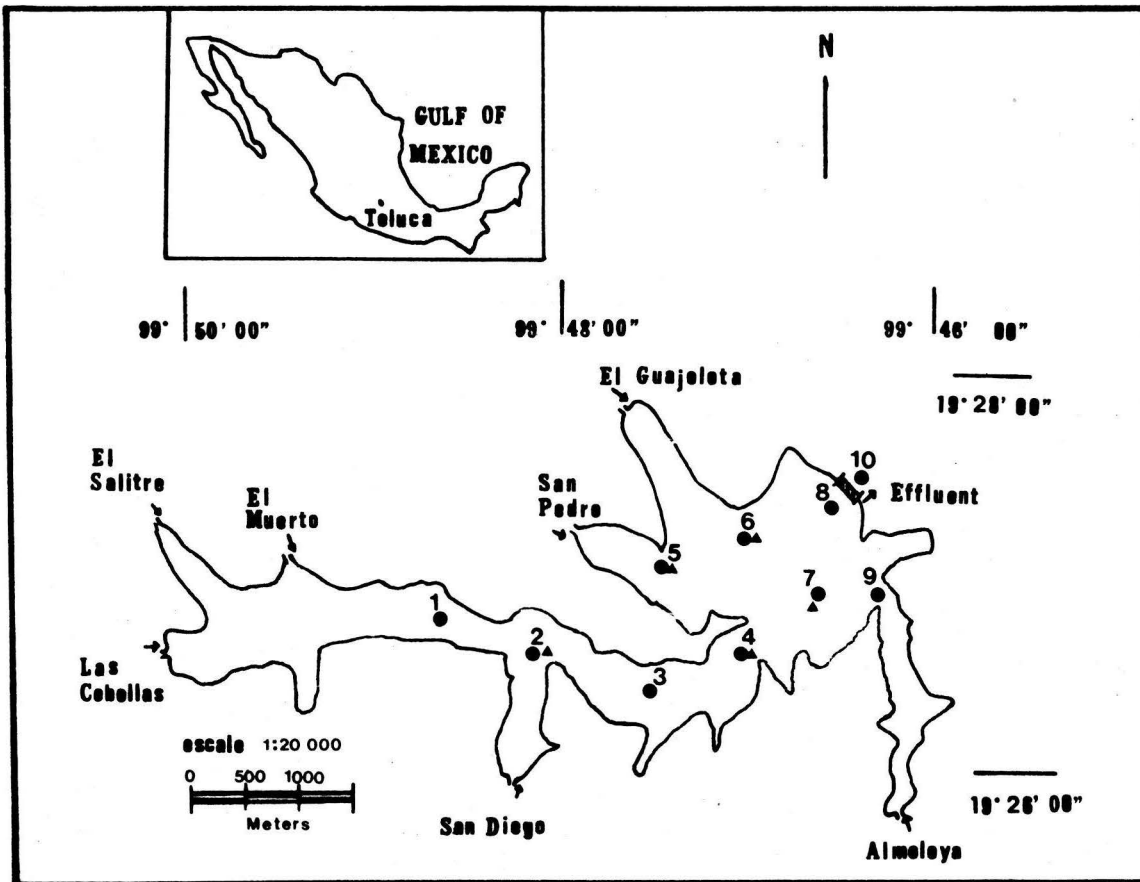 N
GULF OF
MEXICO
Toluca
99° 50' 00"
99° 48' 00"
99° 46' 00"
El Guajolota
19° 28' 00"
El
Salitre
El
Muerto
San
Pedro
10
8
Effluent
6
5
7
9
1
2
4
3
Las
Cebollas
escale 1:20 000
0 500 1000
Meters
San Diego
19° 26' 00"
Almoloya